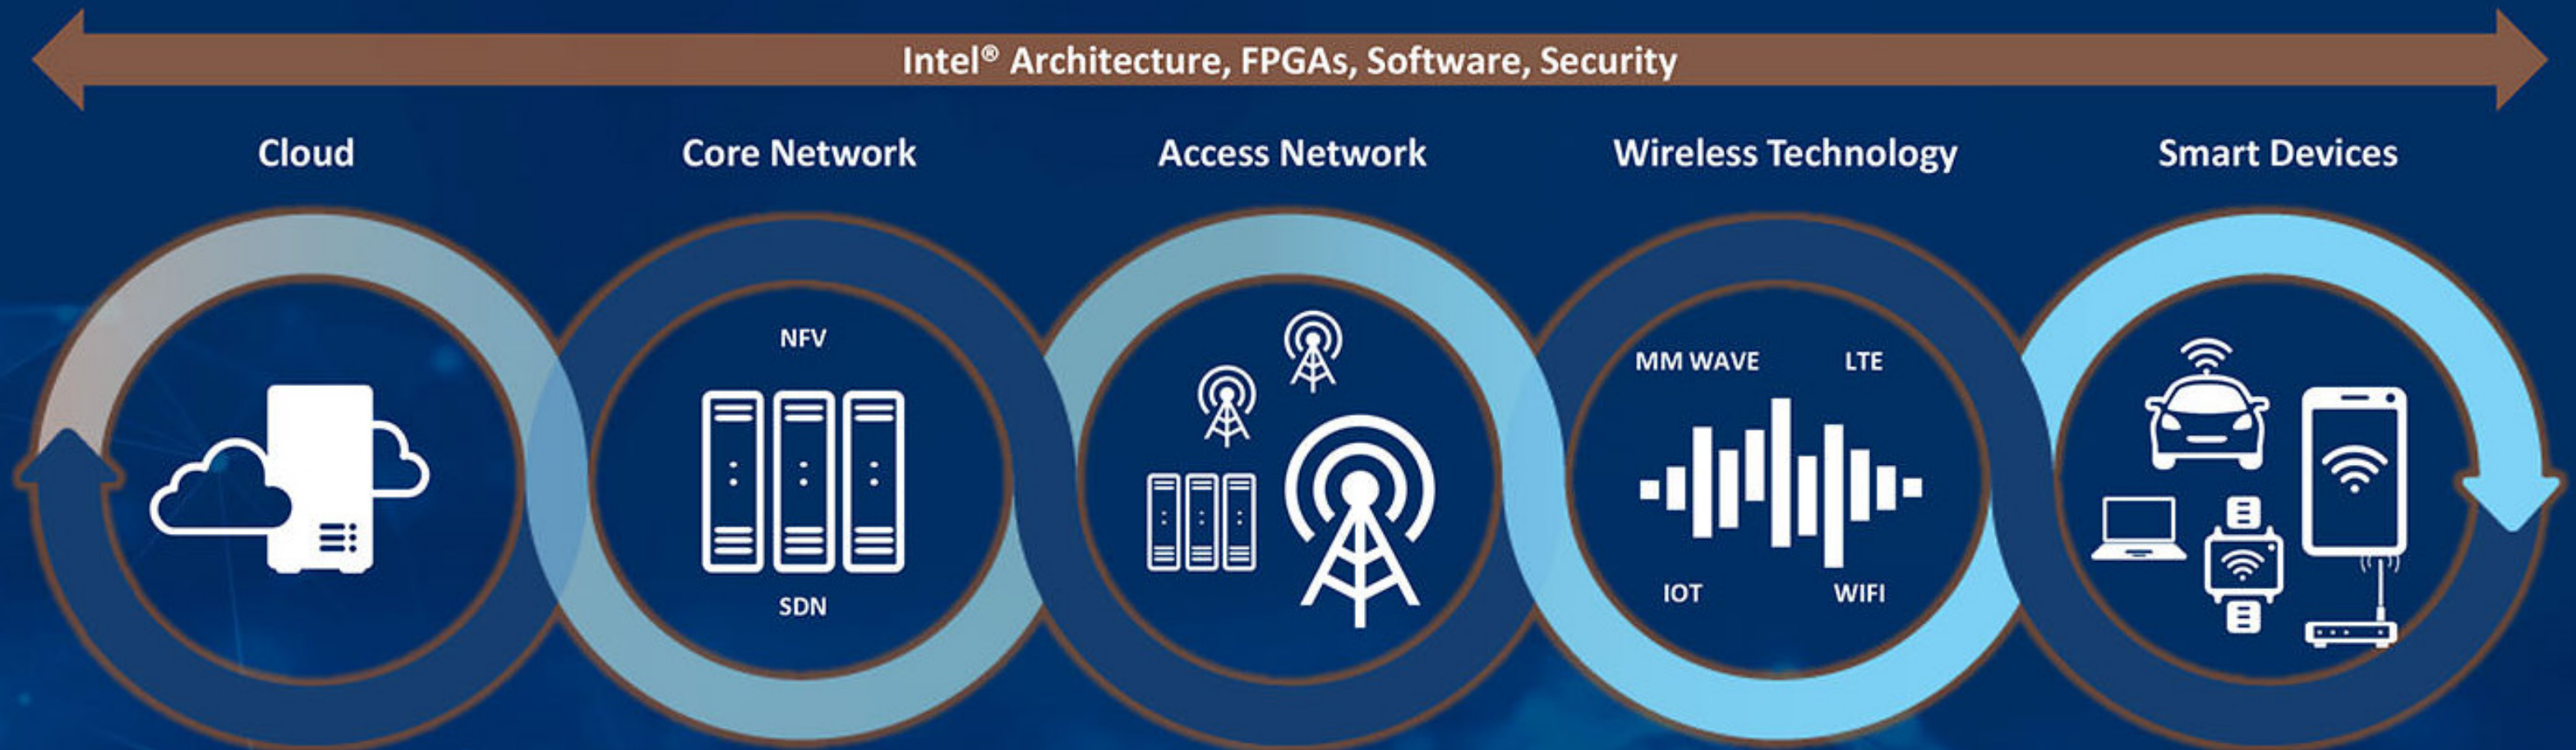 Intel® Architecture, FPGAs, Software, Security
Cloud
Core Network
Access Network
Wireless Technology
Smart Devices
NFV
SDN
MM WAVE
LTE
IOT
WIFI